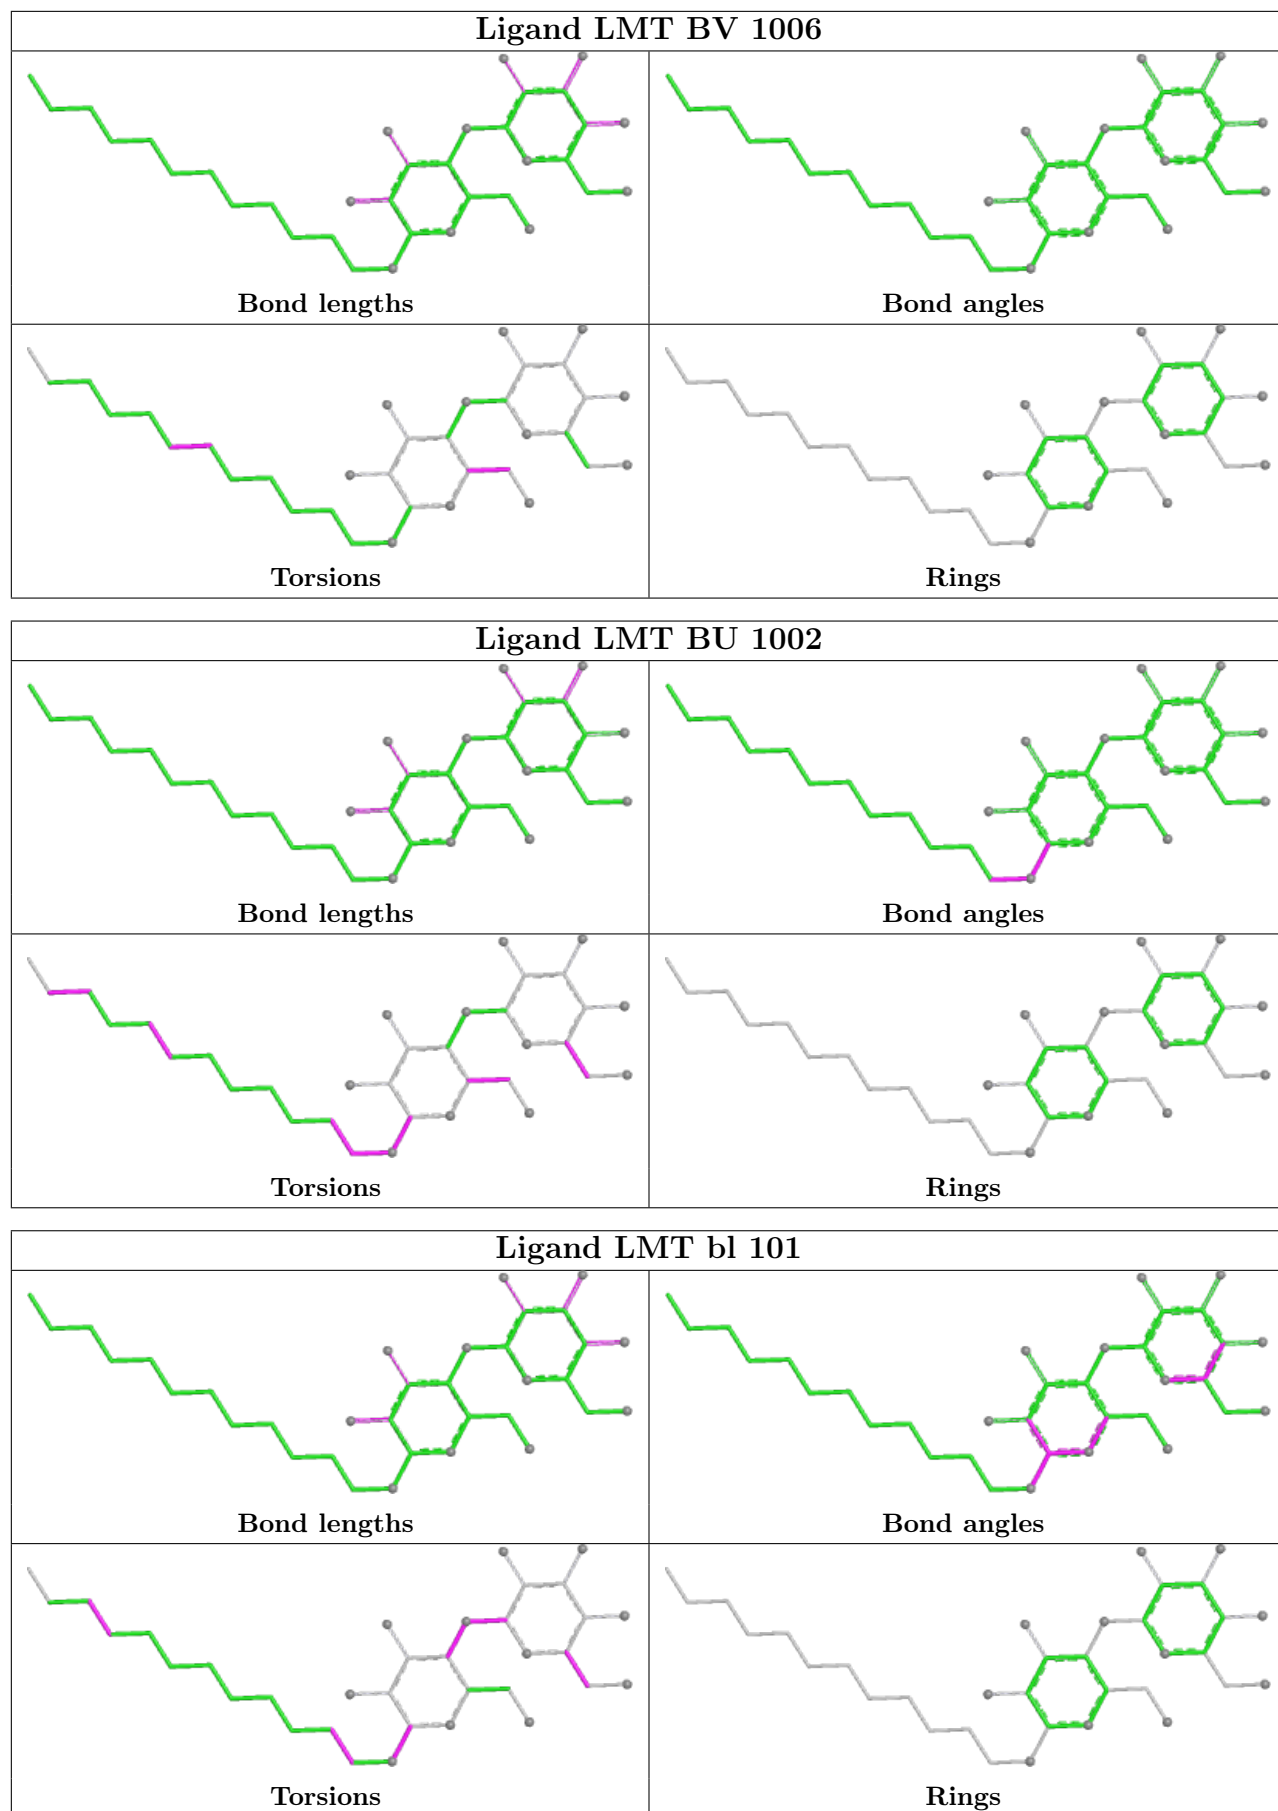 Ligand LMT BV 1006
Bond lengths
Bond angles
Torsions
Rings
Ligand LMT BU 1002
Bond lengths
Bond angles
Torsions
Rings
Ligand LMT bl 101
Bond lengths
Bond angles
Torsions
Rings